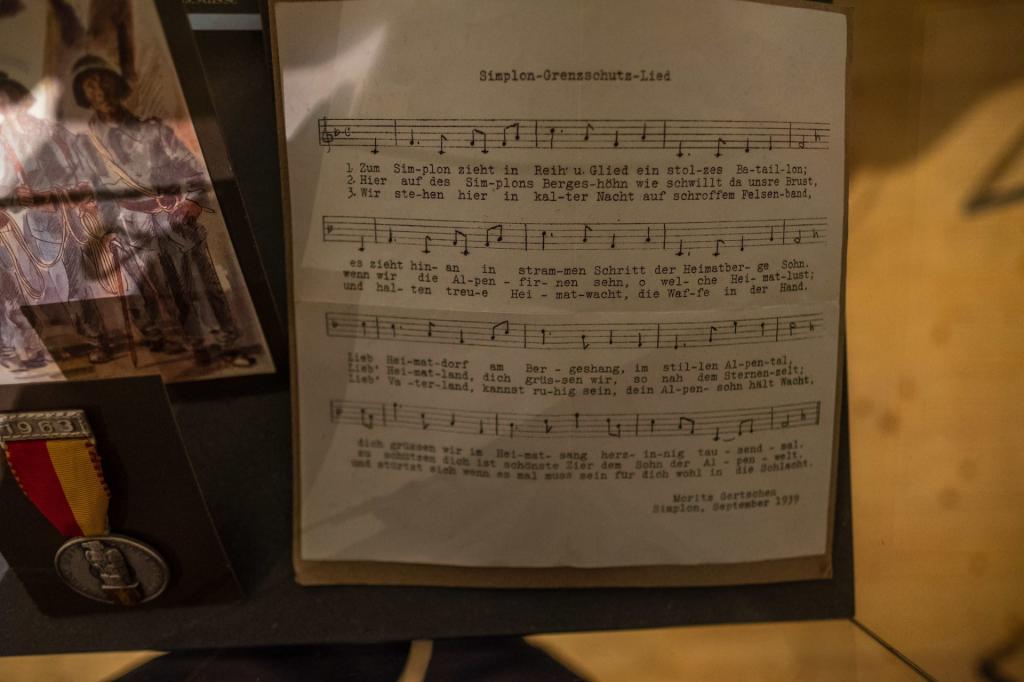 Simplon-Grenzschutz-Lied
1. Zum Sim-plon zieht in Reih u. Glied ein stol-zes Ba-tail-lon;
2. Hier auf des Sim-plons Berges-höhn wie schwillt da unsre Brust,
3. Wir ste-hen hier in kal-ter Nacht auf schroffem Felsen-band,
es zieht hin- an in stram-men Schritt der Heimatber- ge Sohn.
wenn wir die Al-pen - fir- nen sehn, o wel- che Hei- mat-lust;
und hal- ten treu-e Hei - mat-wacht, die Waf-fe in der Hand.
Lieb Hei-mat-dorf am Ber - geshang, im stil-len Al-pen-tal,
Lieb' Hei-mat-land, dich grüs-sen wir, so nah dem Sternen-zelt;
Lieb' Va -ter-land, kannst ru-hig sein, dein Al-pen- sohn hält Wacht,
dich grüssen wir im Hei-mat- sang herz- in-nig tau - send - mal.
zu schützen dich ist schönste Zier dem Sohn der Al - pen - welt.
und stürtzt sich wenn es mal muss sein für dich wohl in die Schlacht.
Moritz Gertschen
Simplon, September 1939
1963